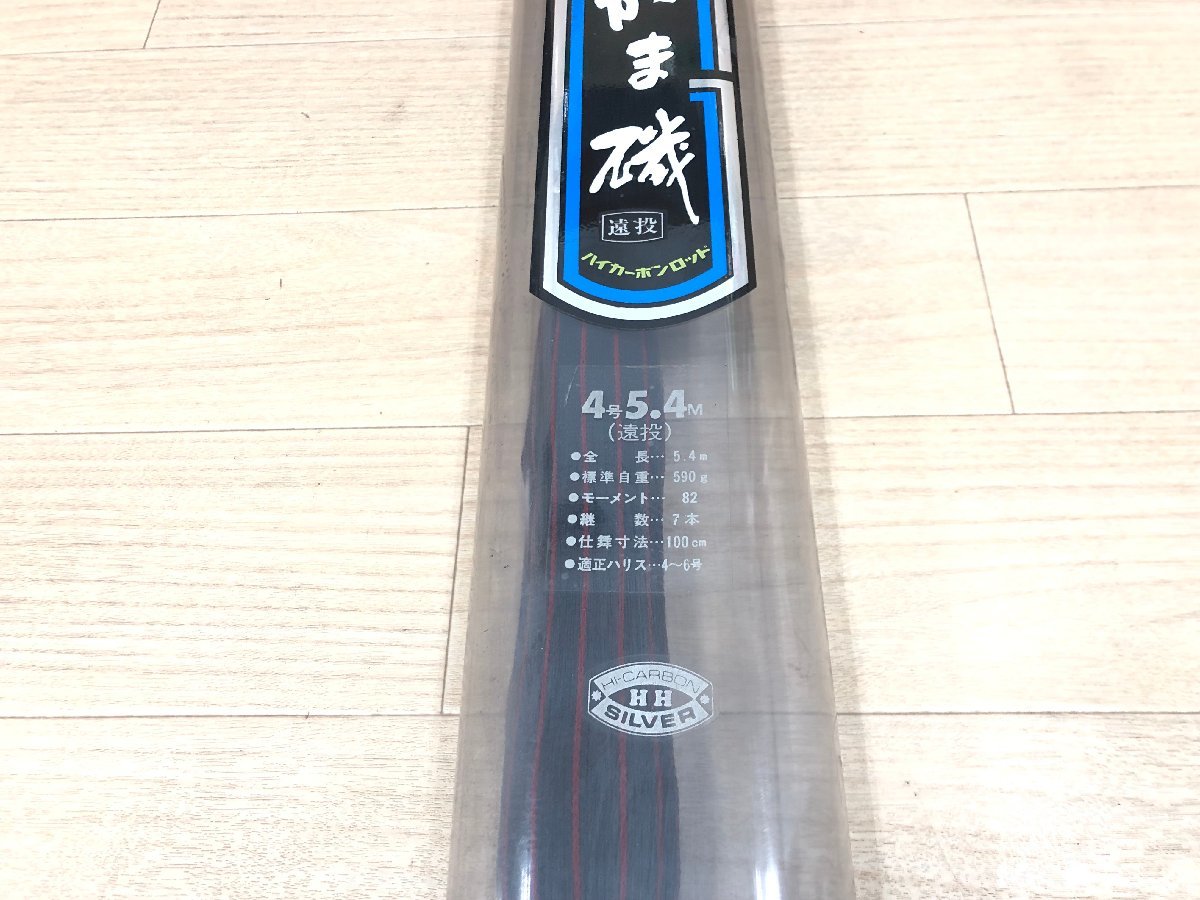 がま
磯
遠投
ハイカーボンロッド
4号5.4M
(遠投)
●全　長…5.4m
●標準自重…590g
●モーメント…82
●継　数…7本
●仕舞寸法…100cm
●適正ハリス…4〜6号
HI-CARBON
HH
SILVER